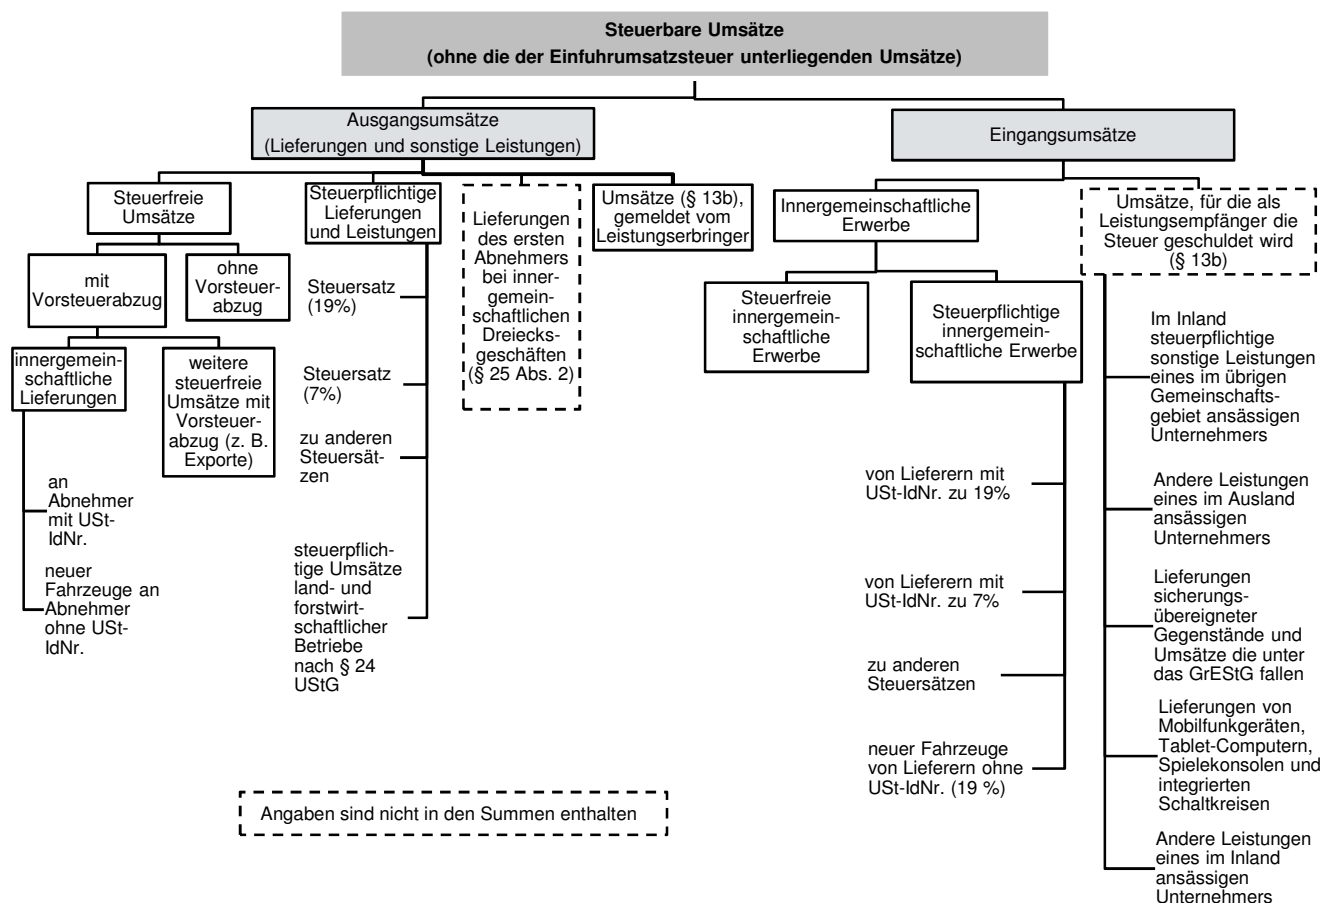 Steuerbare Umsätze
(ohne die der Einfuhrumsatzsteuer unterliegenden Umsätze)
Ausgangsumsätze
(Lieferungen und sonstige Leistungen)
Eingangsumsätze
Steuerfreie
Umsätze
Steuerpflichtige
Lieferungen
und Leistungen
Lieferungen
des ersten
Abnehmers
bei inner-
gemein-
schaftlichen
Dreiecks-
geschäften
(§ 25 Abs. 2)
Umsätze (§ 13b),
gemeldet vom
Leistungserbringer
Innergemeinschaftliche
Erwerbe
Umsätze, für die als
Leistungsempfänger die
Steuer geschuldet wird
(§ 13b)
mit
Vorsteuerabzug
ohne
Vorsteuer-
abzug
innergemein-
schaftliche
Lieferungen
weitere
steuerfreie
Umsätze mit
Vorsteuer-
abzug (z. B.
Exporte)
an
Abnehmer
mit USt-
IdNr.
neuer
Fahrzeuge an
Abnehmer
ohne USt-
IdNr.
Steuersatz
(19%)
Steuersatz
(7%)
zu anderen
Steuersät-
zen
steuerpflich-
tige Umsätze
land- und
forstwirt-
schaftlicher
Betriebe
nach § 24
UStG
Steuerfreie
innergemein-
schaftliche
Erwerbe
Steuerpflichtige
innergemein-
schaftliche Erwerbe
von Lieferern mit
USt-IdNr. zu 19%
von Lieferern mit
USt-IdNr. zu 7%
zu anderen
Steuersätzen
neuer Fahrzeuge
von Lieferern ohne
USt-IdNr. (19 %)
Im Inland
steuerpflichtige
sonstige Leistungen
eines im übrigen
Gemeinschafts-
gebiet ansässigen
Unternehmers
Andere Leistungen
eines im Ausland
ansässigen
Unternehmers
Lieferungen
sicherungs-
übereigneter
Gegenstände und
Umsätze die unter
das GrEStG fallen
Lieferungen von
Mobilfunkgeräten,
Tablet-Computern,
Spielekonsolen und
integrierten
Schaltkreisen
Andere Leistungen
eines im Inland
ansässigen
Unternehmers
Angaben sind nicht in den Summen enthalten